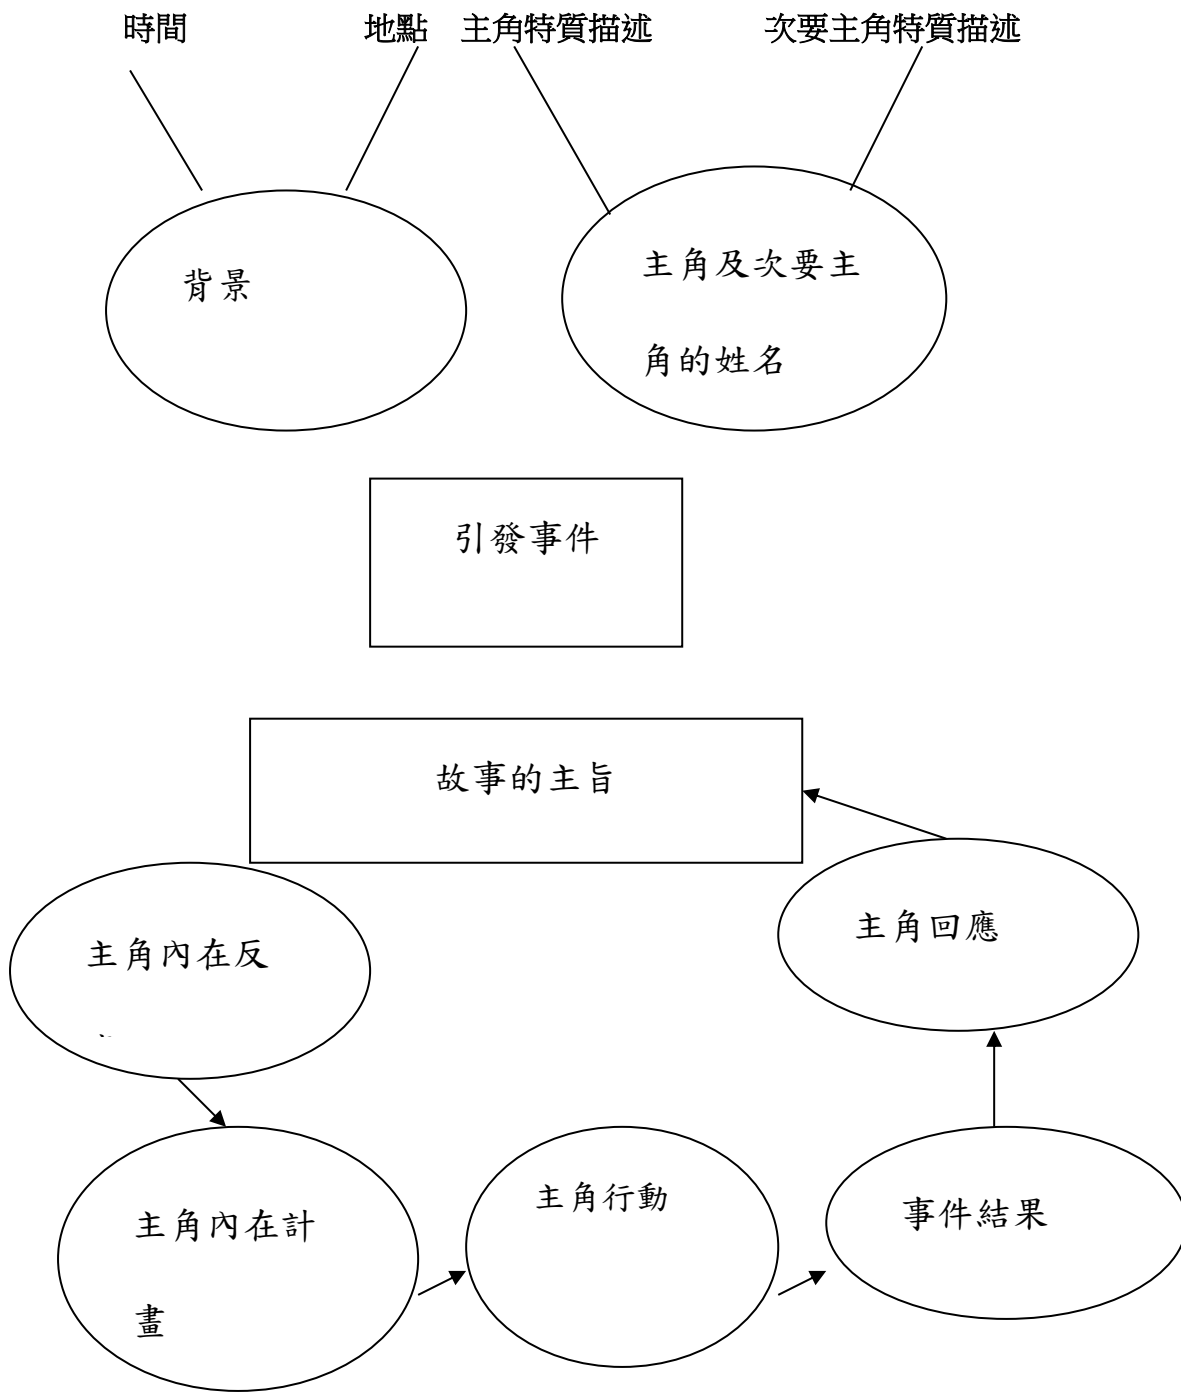 時間
地點
主角特質描述
次要主角特質描述
背景
主角及次要主
角的姓名
引發事件
故事的主旨
主角內在反
主角回應
主角內在計
畫
主角行動
事件結果